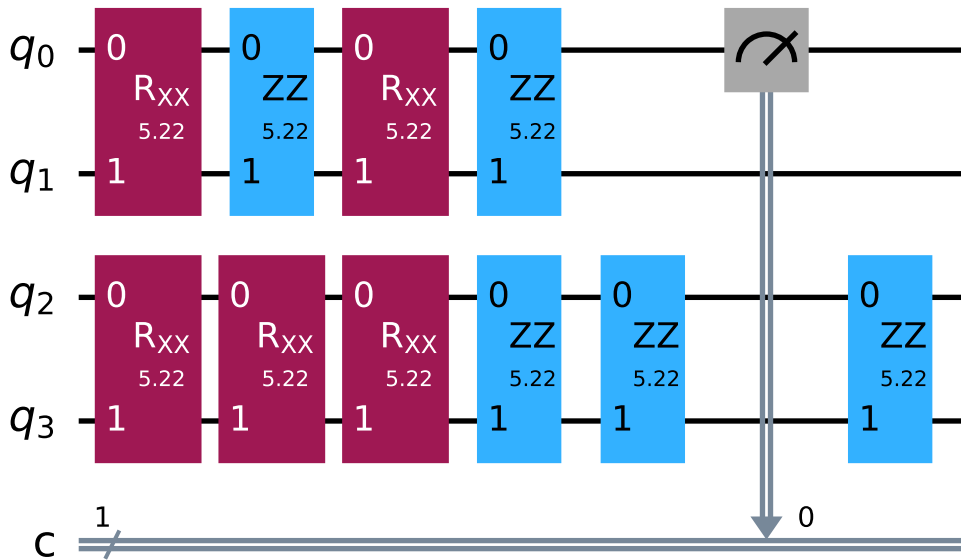 q0 0 0 0 0
RXX ZZ RXX ZZ
5.22 5.22 5.22 5.22
q1 1 1 1 1
q2 0 0 0 0 0 0
RXX RXX RXX ZZ ZZ ZZ
5.22 5.22 5.22 5.22 5.22 5.22
q3 1 1 1 1 1 1
1 0
c